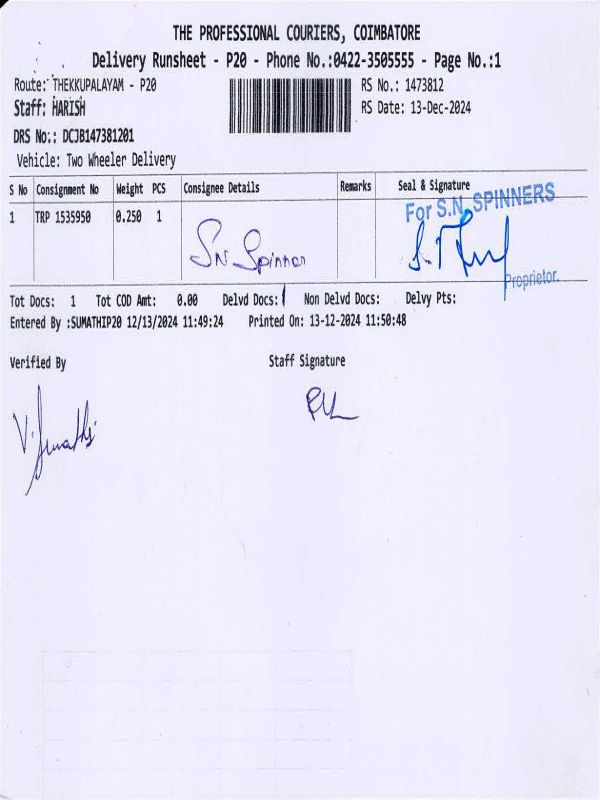 THE PROFESSIONAL COURIERS, COIMBATORE
Delivery Runsheet - P20 - Phone No.:0422-3505555 - Page No.:1
Route: THEKKUPALAYAM - P20
RS No.: 1473812
Staff: HARISH
RS Date: 13-Dec-2024
DRS No:: DCJB147381201
Vehicle: Two Wheeler Delivery
S No Consignment No Weight PCS Consignee Details Remarks Seal & Signature
For S.N. SPINNERS
1 TRP 1535950 0.250 1
SN Spinner
Proprietor.
Tot Docs: 1 Tot COD Amt: 0.00 Delvd Docs: 1 Non Delvd Docs: Delvy Pts:
Entered By :SUMATHIP20 12/13/2024 11:49:24 Printed On: 13-12-2024 11:50:48
Verified By Staff Signature